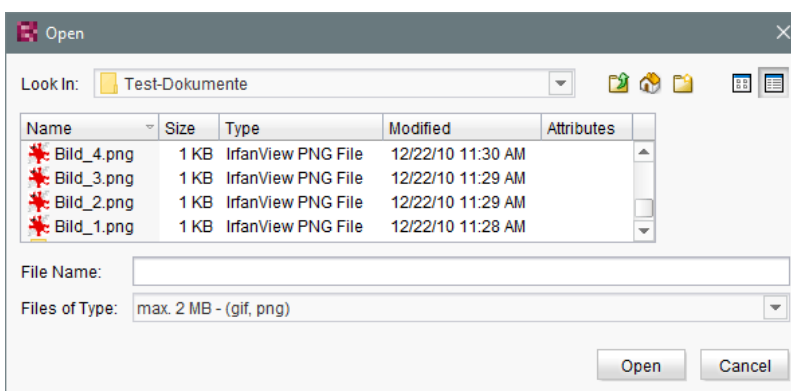 Open
Look In: Test-Dokumente
Name Size Type Modified Attributes
Bild_4.png 1 KB IrfanView PNG File 12/22/10 11:30 AM
Bild_3.png 1 KB IrfanView PNG File 12/22/10 11:29 AM
Bild_2.png 1 KB IrfanView PNG File 12/22/10 11:29 AM
Bild_1.png 1 KB IrfanView PNG File 12/22/10 11:28 AM
File Name:
Files of Type: max. 2 MB - (gif, png)
Open Cancel